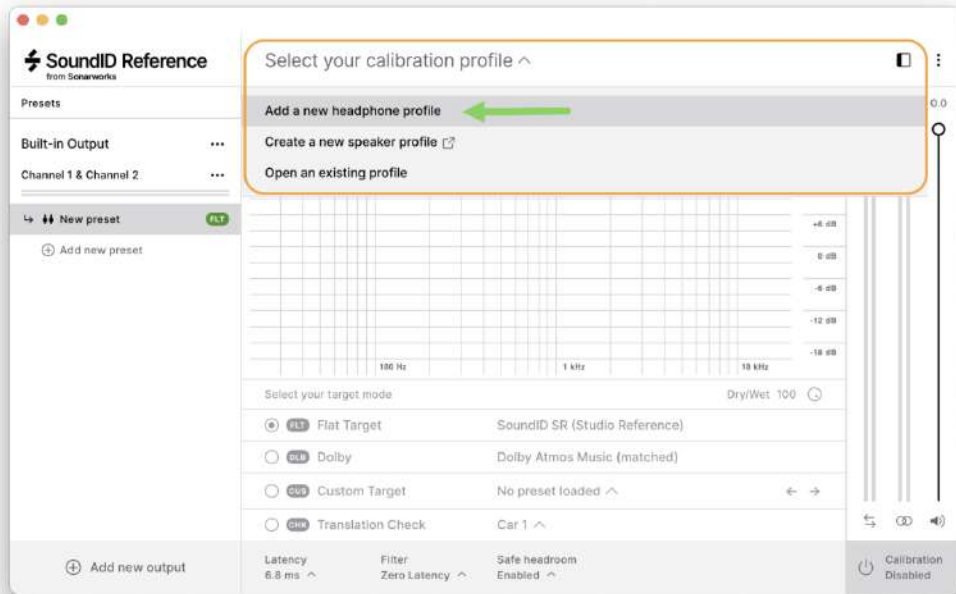 SoundID Reference
from Sonarworks
Select your calibration profile
Presets
Add a new headphone profile
0.0
Built-in Output
Create a new speaker profile
Channel 1 & Channel 2
Open an existing profile
New preset FLT
Add new preset
+6 dB
0 dB
-6 dB
-12 dB
-18 dB
100 Hz 1 kHz 10 kHz
Select your target mode Dry/Wet 100
FLT Flat Target SoundID SR (Studio Reference)
DLB Dolby Dolby Atmos Music (matched)
CUS Custom Target No preset loaded
CHK Translation Check Car 1
Add new output
Latency Filter Safe headroom Calibration
6.8 ms Zero Latency Enabled Disabled